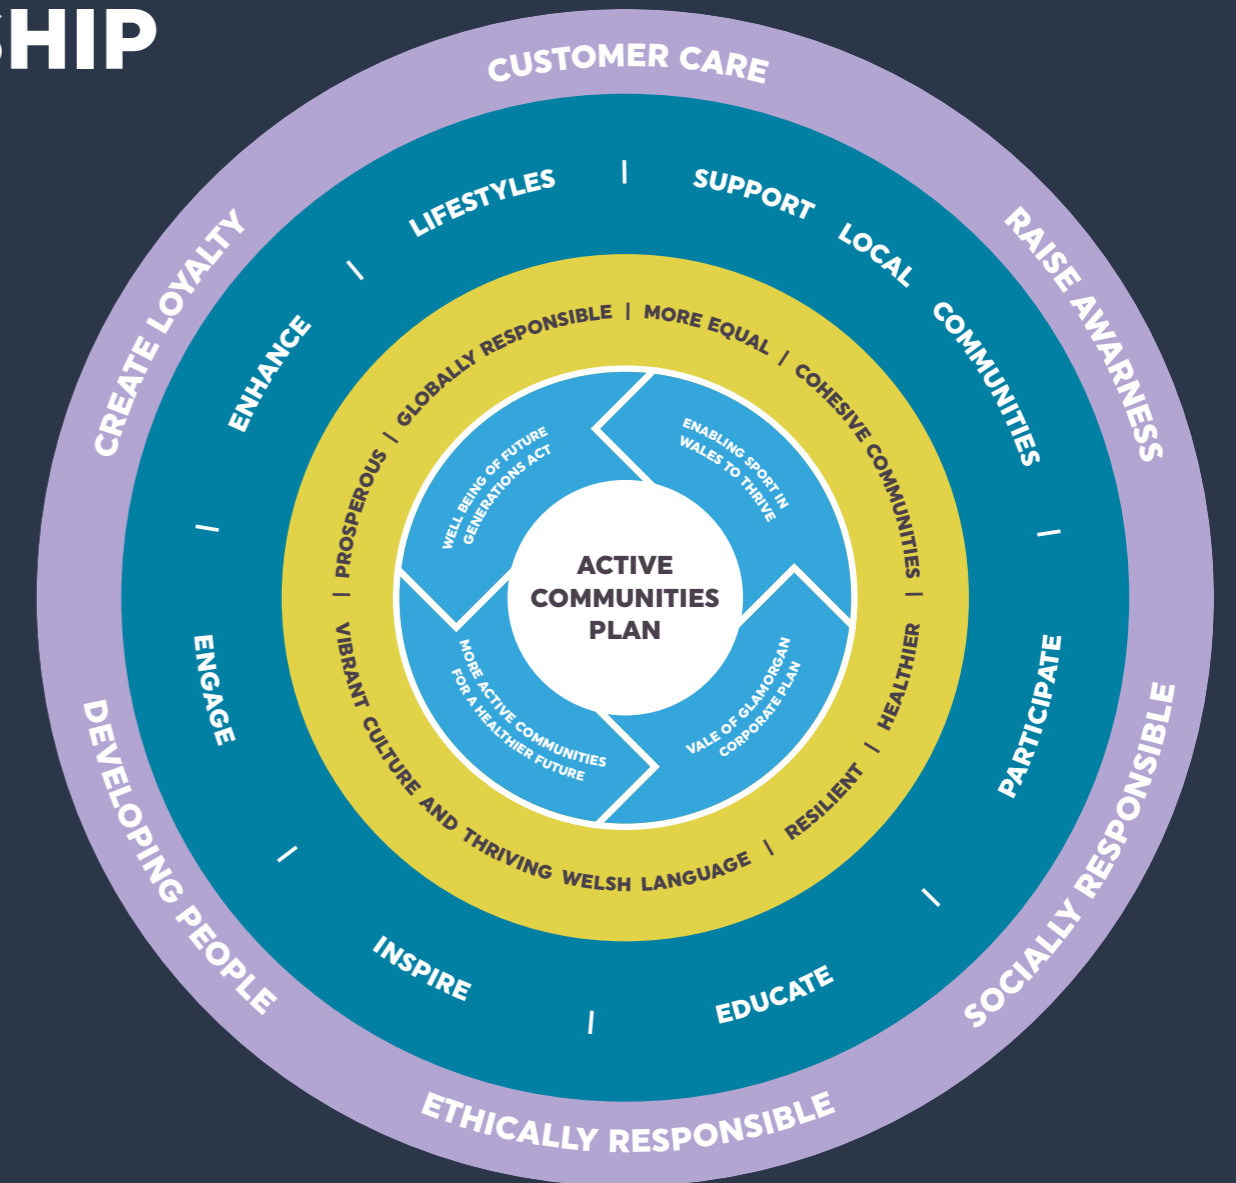 SHIP
CUSTOMER CARE
RAISE AWARNESS
SOCIALLY RESPONSIBLE
ETHICALLY RESPONSIBLE
DEVELOPING PEOPLE
CREATE LOYALTY
| SUPPORT LOCAL COMMUNITIES | PARTICIPATE | EDUCATE | INSPIRE | ENGAGE | ENHANCE | LIFESTYLES
| MORE EQUAL | COHESIVE COMMUNITIES | HEALTHIER | RESILIENT | VIBRANT CULTURE AND THRIVING WELSH LANGUAGE | PROSPEROUS | GLOBALLY RESPONSIBLE
ENABLING SPORT IN
WALES TO THRIVE
VALE OF GLAMORGAN
CORPORATE PLAN
MORE ACTIVE COMMUNITIES
FOR A HEALTHIER FUTURE
WELL BEING OF FUTURE
GENERATIONS ACT
ACTIVE
COMMUNITIES
PLAN